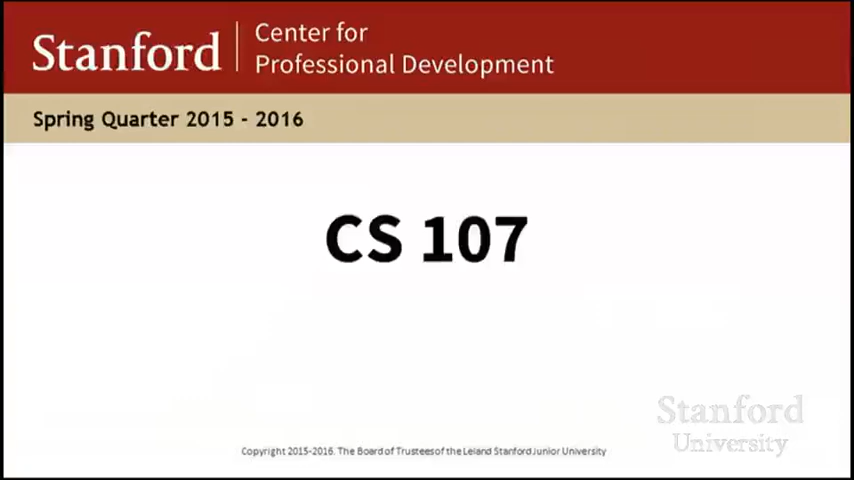 Stanford
Center for
Professional Development
Spring Quarter 2015 - 2016
CS 107
Stanford
University
Copyright 2015-2016. The Board of Trustees of the Leland Stanford Junior University